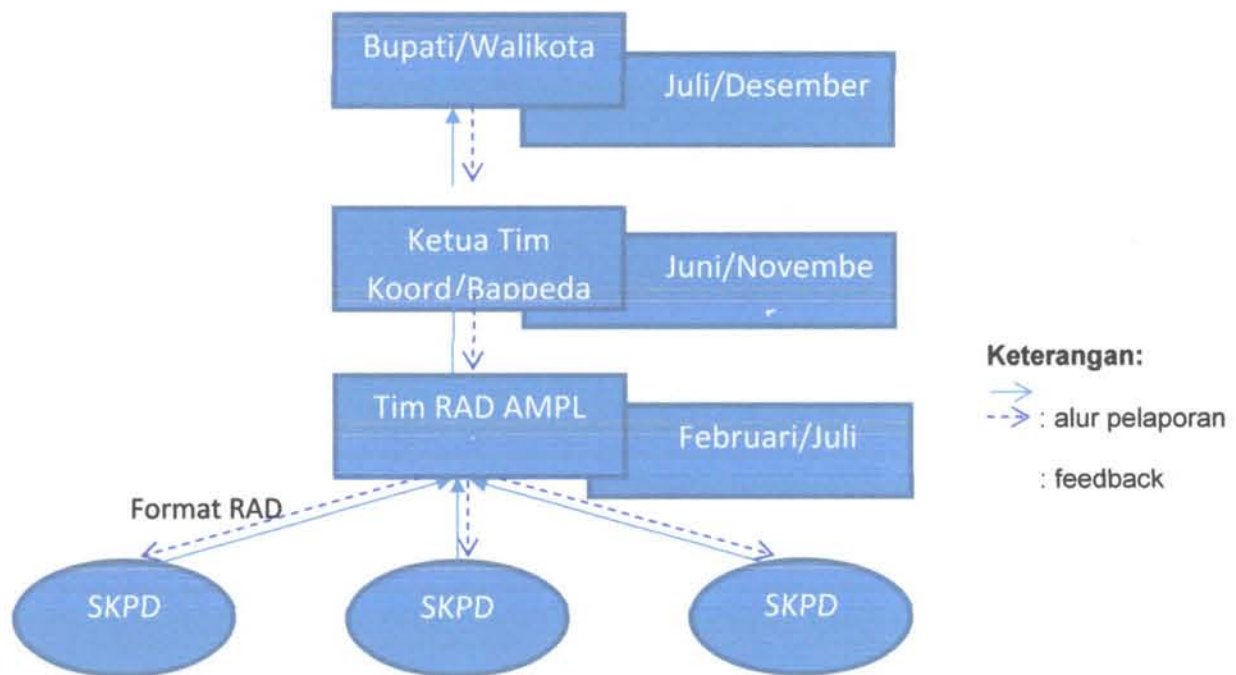 Bupati/Walikota
Juli/Desember
Ketua Tim
Koord/Bappeda
Juni/Novembe
r
Keterangan:
Tim RAD AMPL
: alur pelaporan
Februari/Juli
: feedback
Format RAD
SKPD
SKPD
SKPD